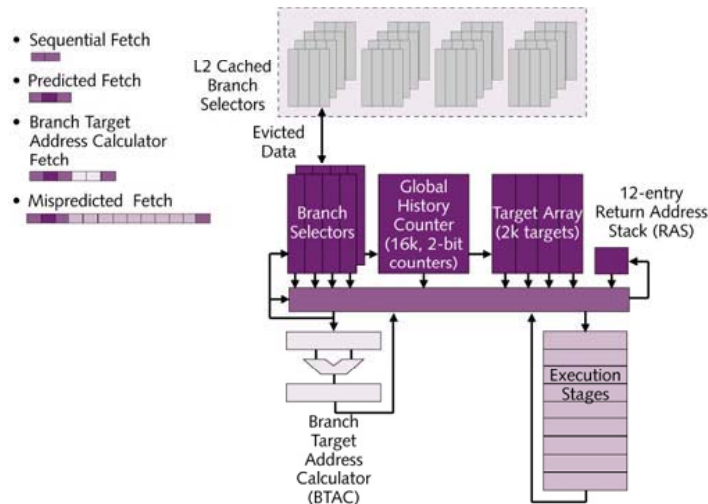 • Sequential Fetch
• Predicted Fetch
• Branch Target
Address Calculator
Fetch
• Mispredicted Fetch
L2 Cached
Branch
Selectors
Evicted
Data
Branch
Selectors
Global
History
Counter
(16k, 2-bit
counters)
Target Array
(2k targets)
12-entry
Return Address
Stack (RAS)
Branch
Target
Address
Calculator
(BTAC)
Execution
Stages